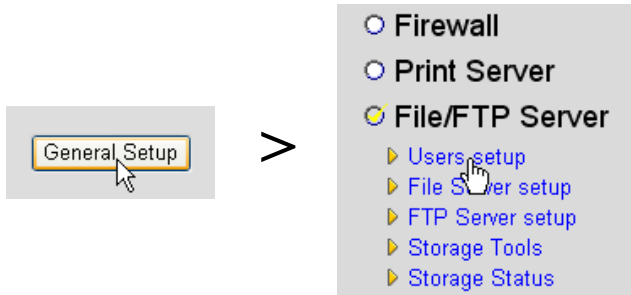 General Setup
>
Firewall
Print Server
File/FTP Server
Users setup
File Server setup
FTP Server setup
Storage Tools
Storage Status